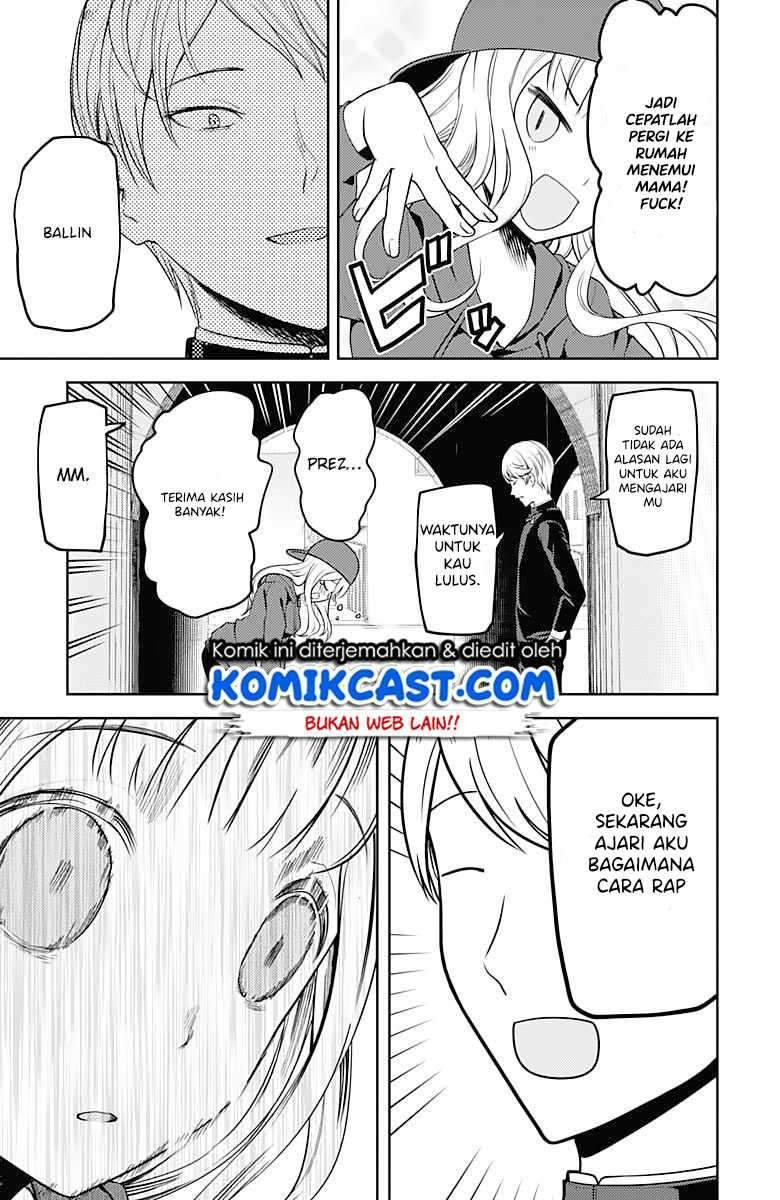 JADI
CEPATLAH
PERGI KE
RUMAH
MENEMUI
MAMA!
FUCK!
ビッ
BALLIN
SUDAH
TIDAK ADA
ALASAN LAGI
UNTUK AKU
MENGAJARI
MU
WAKTUNYA
UNTUK
KAU
LULUS.
PREZ...
TERIMA KASIH
BANYAK!
MM.
Komik ini diterjemahkan & diedit oleh
KOMIKCAST.COM
BUKAN WEB LAIN!!
OKE,
SEKARANG
AJARI AKU
BAGAIMANA
CARA RAP